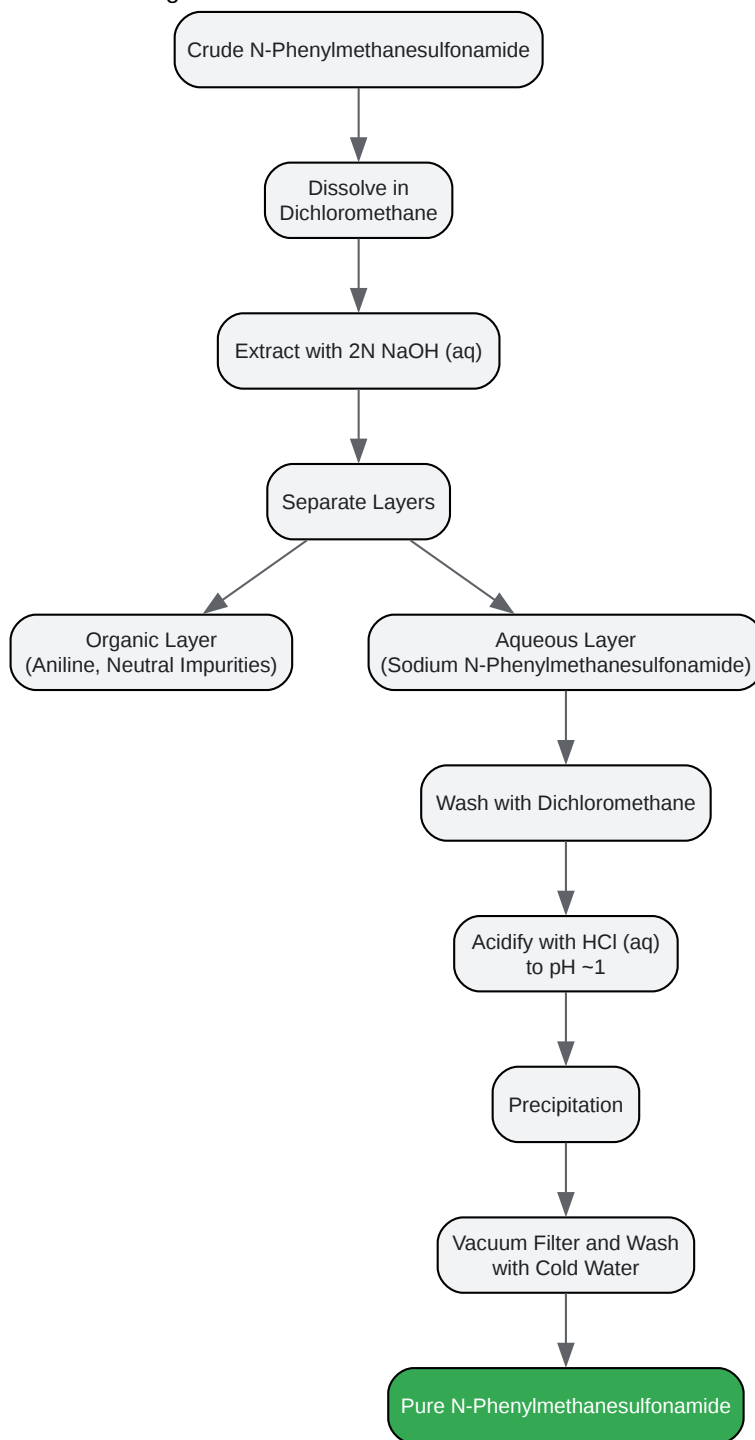 Crude N-Phenylmethanesulfonamide
Dissolve in
Dichloromethane
Extract with 2N NaOH (aq)
Separate Layers
Organic Layer
(Aniline, Neutral Impurities)
Aqueous Layer
(Sodium N-Phenylmethanesulfonamide)
Wash with Dichloromethane
Acidify with HCl (aq)
to pH ~1
Precipitation
Vacuum Filter and Wash
with Cold Water
Pure N-Phenylmethanesulfonamide